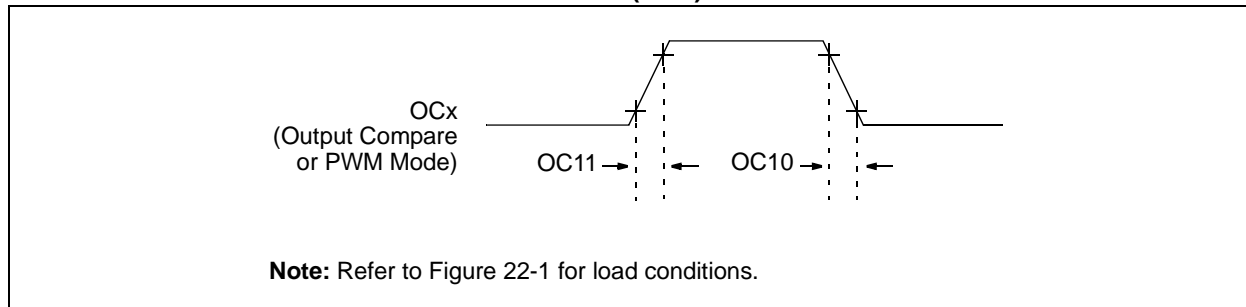 OCx
(Output Compare
or PWM Mode)
OC11
OC10
Note: Refer to Figure 22-1 for load conditions.